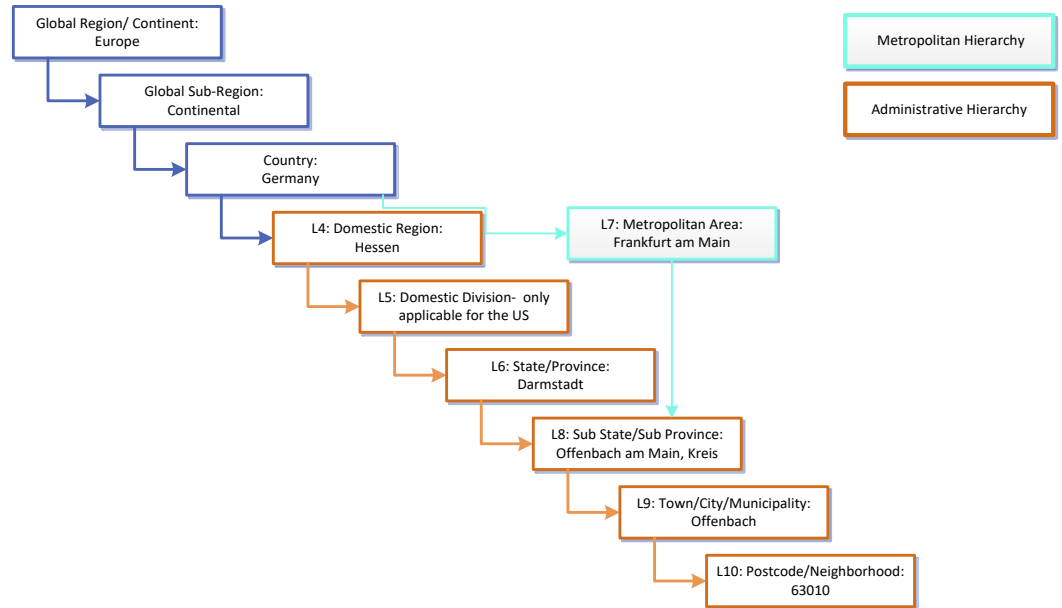 Global Region/ Continent:
Europe
Metropolitan Hierarchy
Global Sub-Region:
Continental
Administrative Hierarchy
Country:
Germany
L4: Domestic Region:
Hessen
L7: Metropolitan Area:
Frankfurt am Main
L5: Domestic Division-  only
applicable for the US
L6: State/Province:
Darmstadt
L8: Sub State/Sub Province:
Offenbach am Main, Kreis
L9: Town/City/Municipality:
Offenbach
L10: Postcode/Neighborhood:
63010